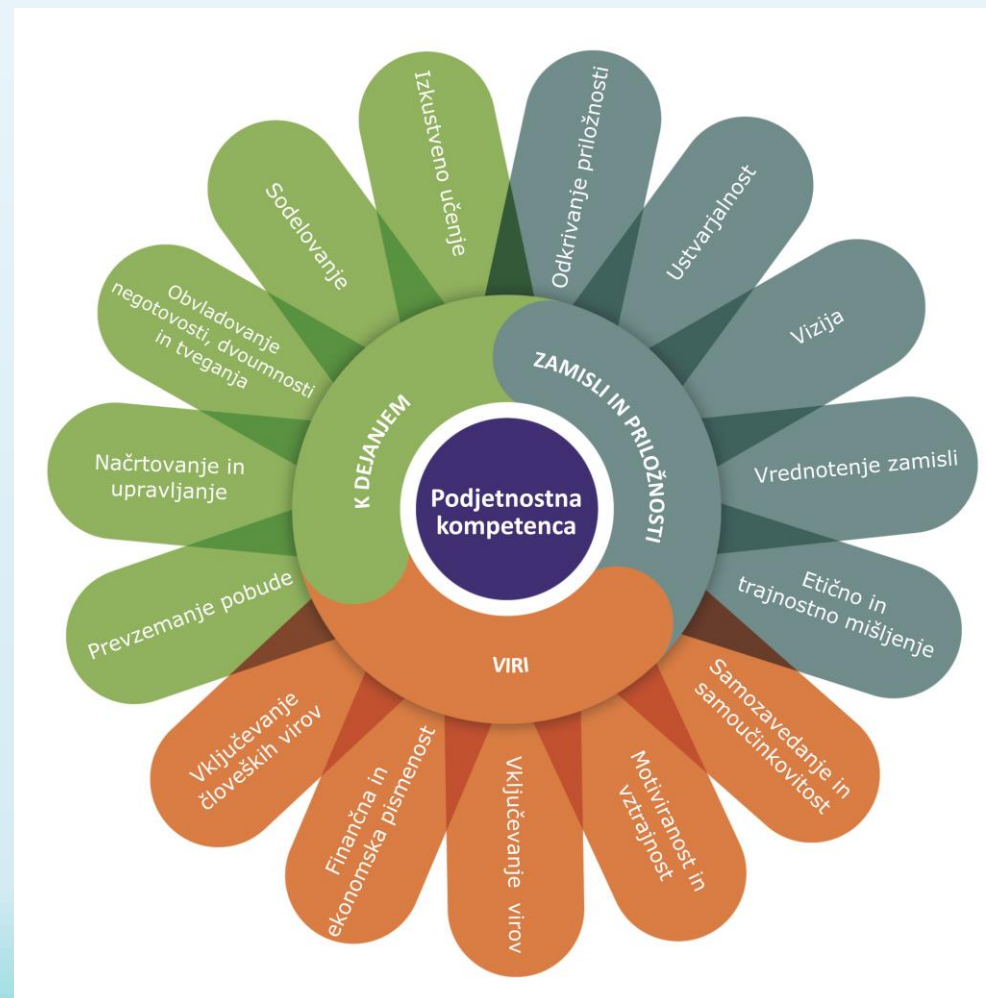 Podjetnostna
kompetenca
ZAMISLI IN PRILOŽNOSTI
Odkrivanje priložnosti
Ustvarjalnost
Vizija
Vrednotenje zamisli
Etično in
trajnostno mišljenje
VIRI
Samozavedanje in
samoučinkovitost
Motiviranost in
vztrajnost
Vključevanje virov
Finančna in
ekonomska pismenost
Vključevanje
človeških virov
K DEJANJEM
Prevzemanje pobude
Načrtovanje in
upravljanje
Obvladovanje
negotovosti, dvoumnosti
in tveganja
Sodelovanje
Izkustveno učenje